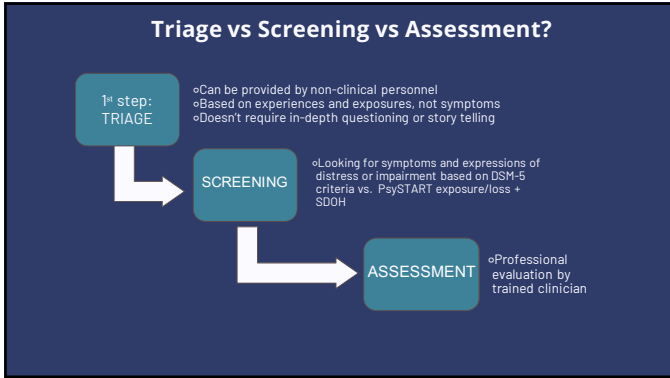 Triage vs Screening vs Assessment?
1st step:
TRIAGE
∘Can be provided by non-clinical personnel
∘Based on experiences and exposures, not symptoms
∘Doesn't require in-depth questioning or story telling
SCREENING
∘Looking for symptoms and expressions of
distress or impairment based on DSM-5
criteria vs. PsySTART exposure/loss +
SDOH
ASSESSMENT
∘Professional
evaluation by
trained clinician